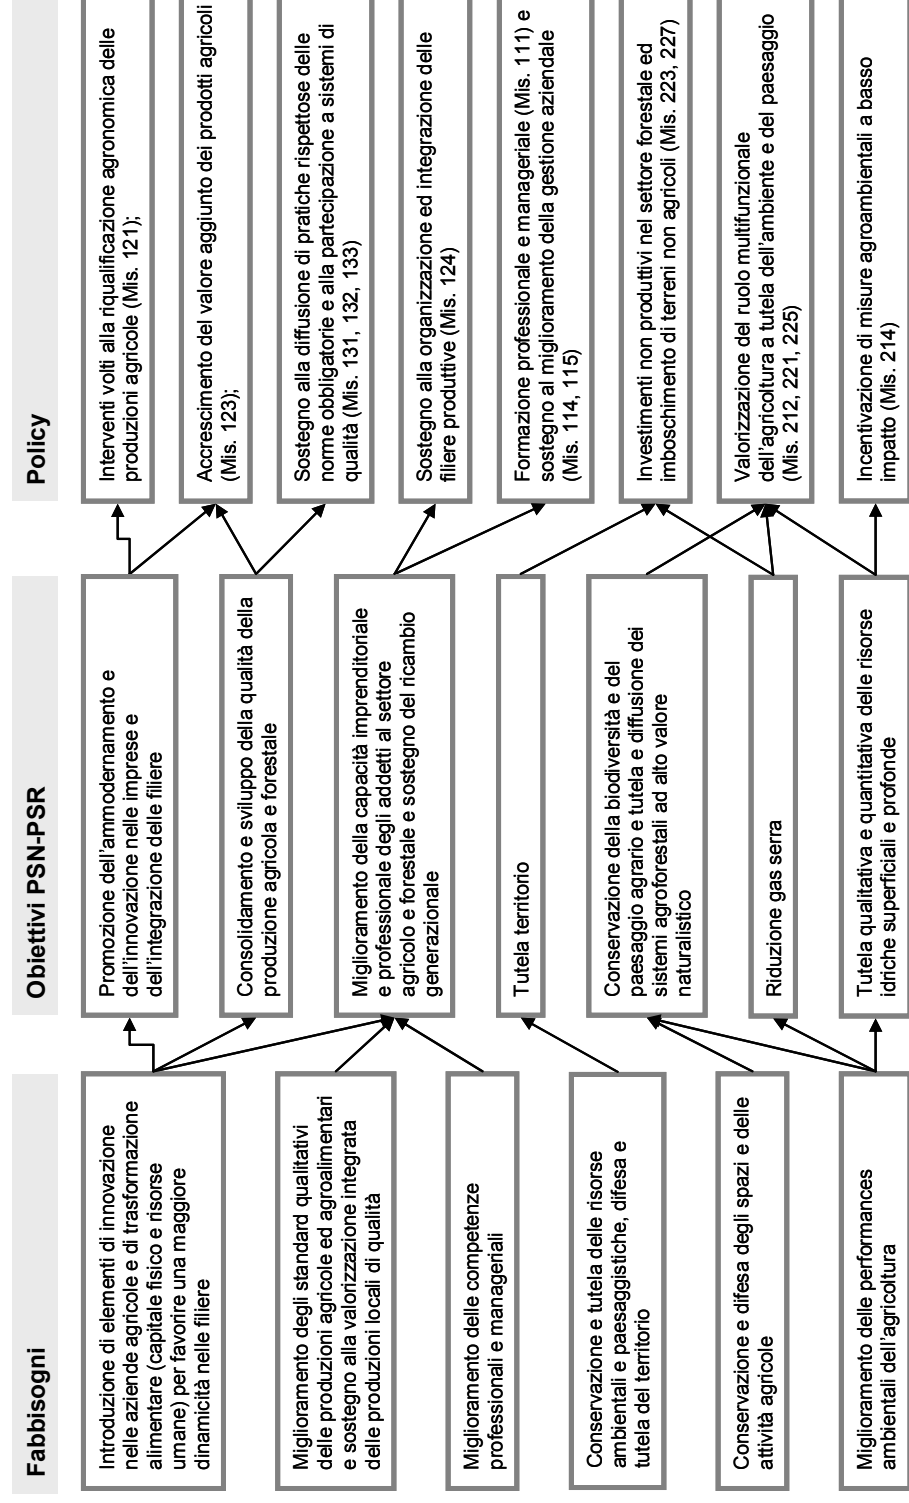 Fabbisogni
Introduzione di elementi di innovazione
nelle aziende agricole e di trasformazione
alimentare (capitale fisico e risorse
umane) per favorire una maggiore
dinamicità nelle filiere
Miglioramento degli standard qualitativi
delle produzioni agricole ed agroalimentari
e sostegno alla valorizzazione integrata
delle produzioni locali di qualità
Miglioramento delle competenze
professionali e manageriali
Conservazione e tutela delle risorse
ambientali e paesaggistiche, difesa e
tutela del territorio
Conservazione e difesa degli spazi e delle
attività agricole
Miglioramento delle performances
ambientali dell'agricoltura
Obiettivi PSN-PSR
Promozione dell'ammodernamento e
dell'innovazione nelle imprese e
dell'integrazione delle filiere
Consolidamento e sviluppo della qualità della
produzione agricola e forestale
Miglioramento della capacità imprenditoriale
e professionale degli addetti al settore
agricolo e forestale e sostegno del ricambio
generazionale
Tutela territorio
Conservazione della biodiversità e del
paesaggio agrario e tutela e diffusione dei
sistemi agroforestali ad alto valore
naturalistico
Riduzione gas serra
Tutela qualitativa e quantitativa delle risorse
idriche superficiali e profonde
Policy
Interventi volti alla riqualificazione agronomica delle
produzioni agricole (Mis. 121);
Accrescimento del valore aggiunto dei prodotti agricoli
(Mis. 123);
Sostegno alla diffusione di pratiche rispettose delle
norme obbligatorie e alla partecipazione a sistemi di
qualità (Mis. 131, 132, 133)
Sostegno alla organizzazione ed integrazione delle
filiere produttive (Mis. 124)
Formazione professionale e manageriale (Mis. 111) e
sostegno al miglioramento della gestione aziendale
(Mis. 114, 115)
Investimenti non produttivi nel settore forestale ed
imboschimento di terreni non agricoli (Mis. 223, 227)
Valorizzazione del ruolo multifunzionale
dell'agricoltura a tutela dell'ambiente e del paesaggio
(Mis. 212, 221, 225)
Incentivazione di misure agroambientali a basso
impatto (Mis. 214)